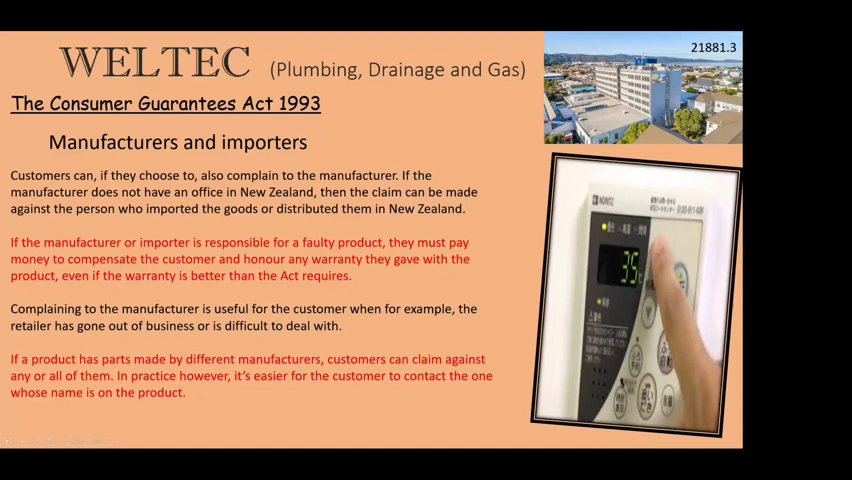 WELTEC (Plumbing, Drainage and Gas)
21881.3
The Consumer Guarantees Act 1993
Manufacturers and importers
Customers can, if they choose to, also complain to the manufacturer. If the
manufacturer does not have an office in New Zealand, then the claim can be made
against the person who imported the goods or distributed them in New Zealand.
If the manufacturer or importer is responsible for a faulty product, they must pay
money to compensate the customer and honour any warranty they gave with the
product, even if the warranty is better than the Act requires.
Complaining to the manufacturer is useful for the customer when for example, the
retailer has gone out of business or is difficult to deal with.
If a product has parts made by different manufacturers, customers can claim against
any or all of them. In practice however, it's easier for the customer to contact the one
whose name is on the product.
NORITZ
35